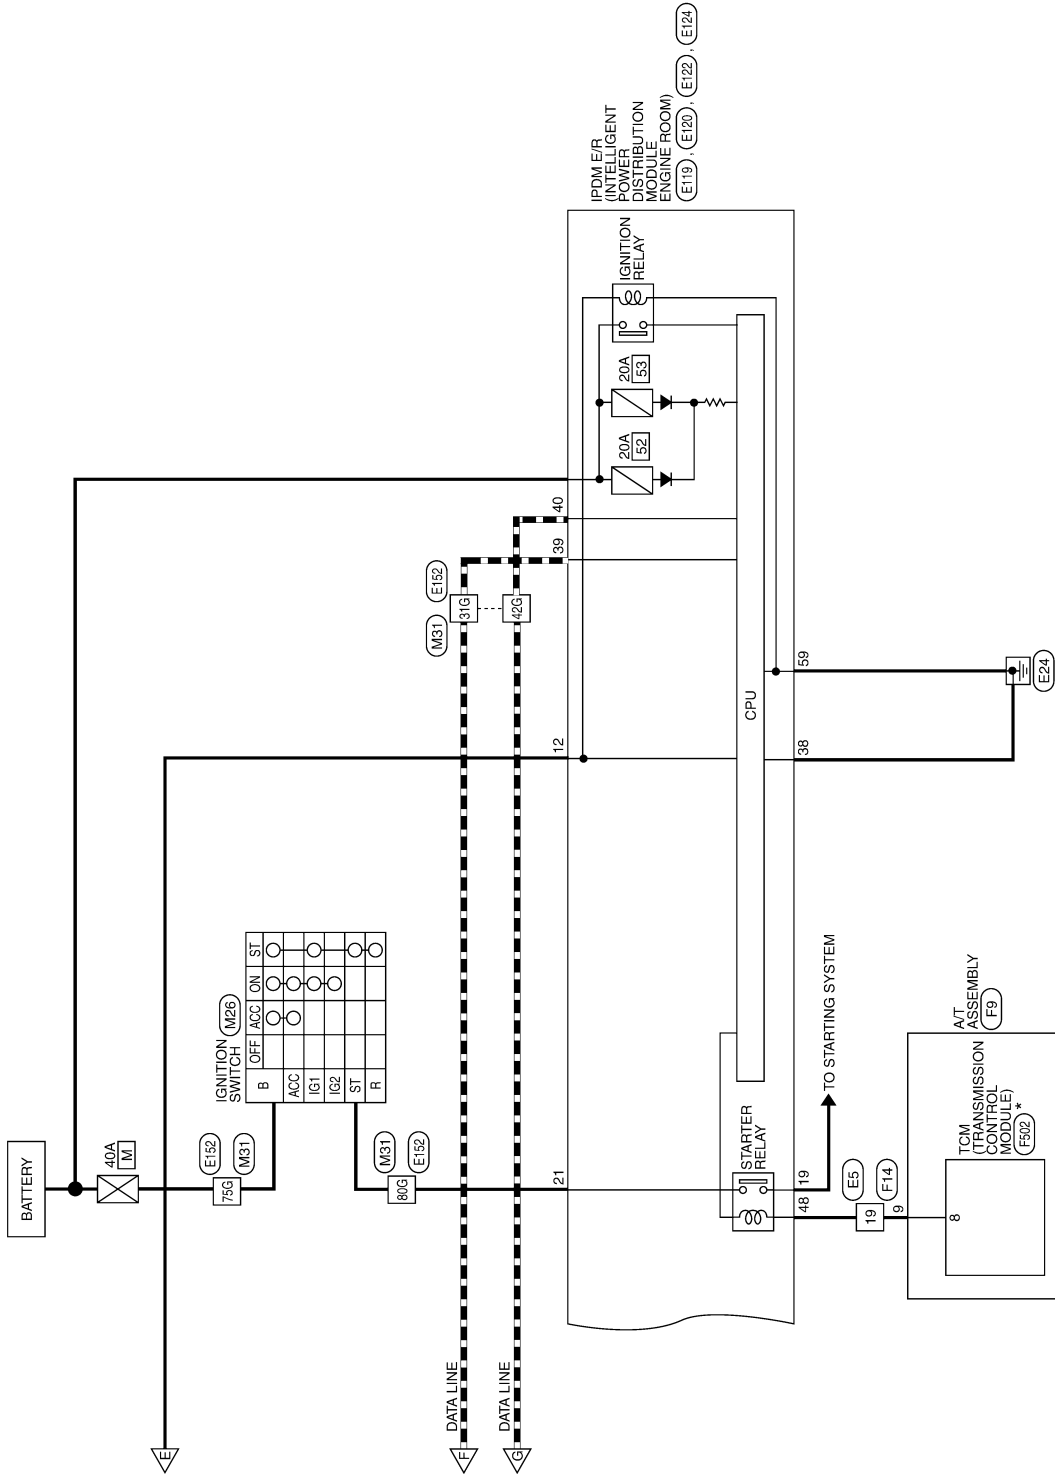 BATTERY
40A
M
75G
E152
M31
IGNITION
SWITCH
M26
OFF
ACC
ON
ST
B
ACC
IG1
IG2
ST
R
M31
E152
80G
E
DATA LINE
F
DATA LINE
G
M31
E152
31G
42G
21
12
39
40
IPDM E/R
(INTELLIGENT
POWER
DISTRIBUTION
MODULE
ENGINE ROOM)
E119 , E120 , E122 , E124
20A
52
20A
53
IGNITION
RELAY
CPU
STARTER
RELAY
48
19
38
59
TO STARTING SYSTEM
E24
E5
19
F14
9
A/T
ASSEMBLY
F9
TCM
(TRANSMISSION
CONTROL
MODULE)
F502 *
8